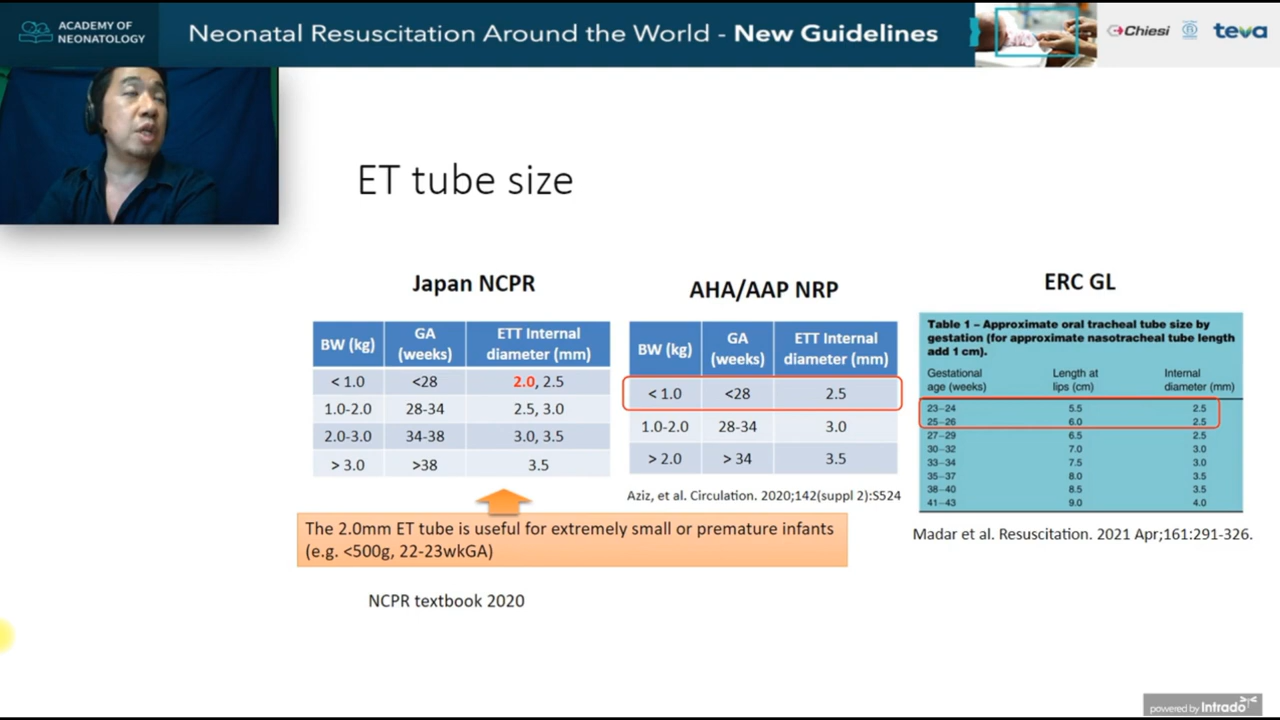 ACADEMY OF
NEONATOLOGY
Neonatal Resuscitation Around the World - New Guidelines
Chiesi
teva
ET tube size
Japan NCPR
BW (kg) GA (weeks) ETT Internal diameter (mm)
< 1.0 <28 2.0, 2.5
1.0-2.0 28-34 2.5, 3.0
2.0-3.0 34-38 3.0, 3.5
> 3.0 >38 3.5
The 2.0mm ET tube is useful for extremely small or premature infants
(e.g. <500g, 22-23wkGA)
NCPR textbook 2020
AHA/AAP NRP
BW (kg) GA (weeks) ETT Internal diameter (mm)
< 1.0 <28 2.5
1.0-2.0 28-34 3.0
> 2.0 > 34 3.5
Aziz, et al. Circulation. 2020;142(suppl 2):S524
ERC GL
Table 1 – Approximate oral tracheal tube size by
gestation (for approximate nasotracheal tube length
add 1 cm).
Gestational age (weeks) Length at lips (cm) Internal diameter (mm)
23–24 5.5 2.5
25–26 6.0 2.5
27–29 6.5 2.5
30–32 7.0 3.0
33–34 7.5 3.0
35–37 8.0 3.5
38–40 8.5 3.5
41–43 9.0 4.0
Madar et al. Resuscitation. 2021 Apr;161:291-326.
powered by Intrado